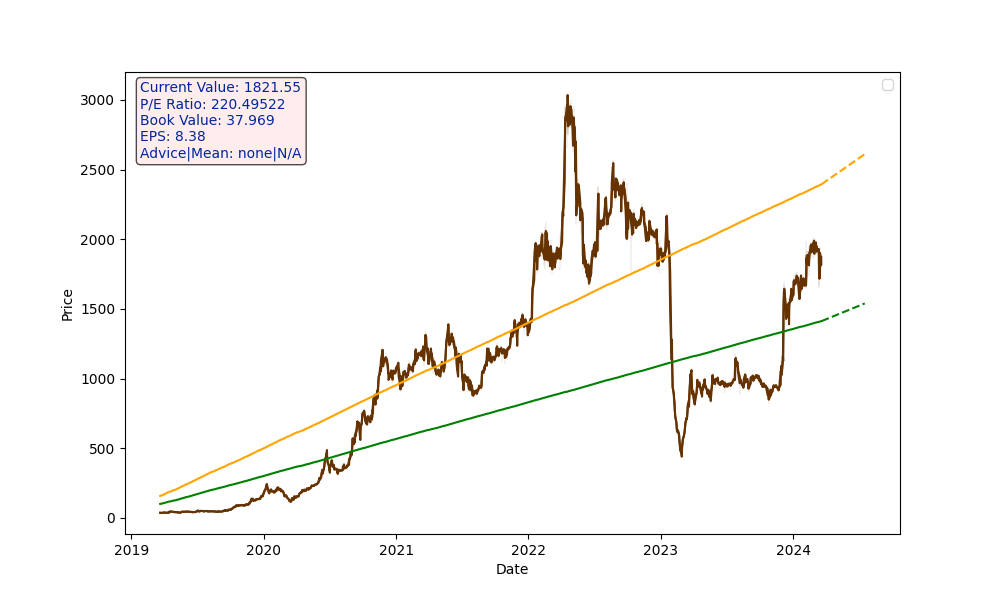 Current Value: 1821.55
P/E Ratio: 220.49522
Book Value: 37.969
EPS: 8.38
Advice|Mean: none|N/A
3000
2500
2000
1500
1000
500
0
Price
2019
2020
2021
2022
2023
2024
Date